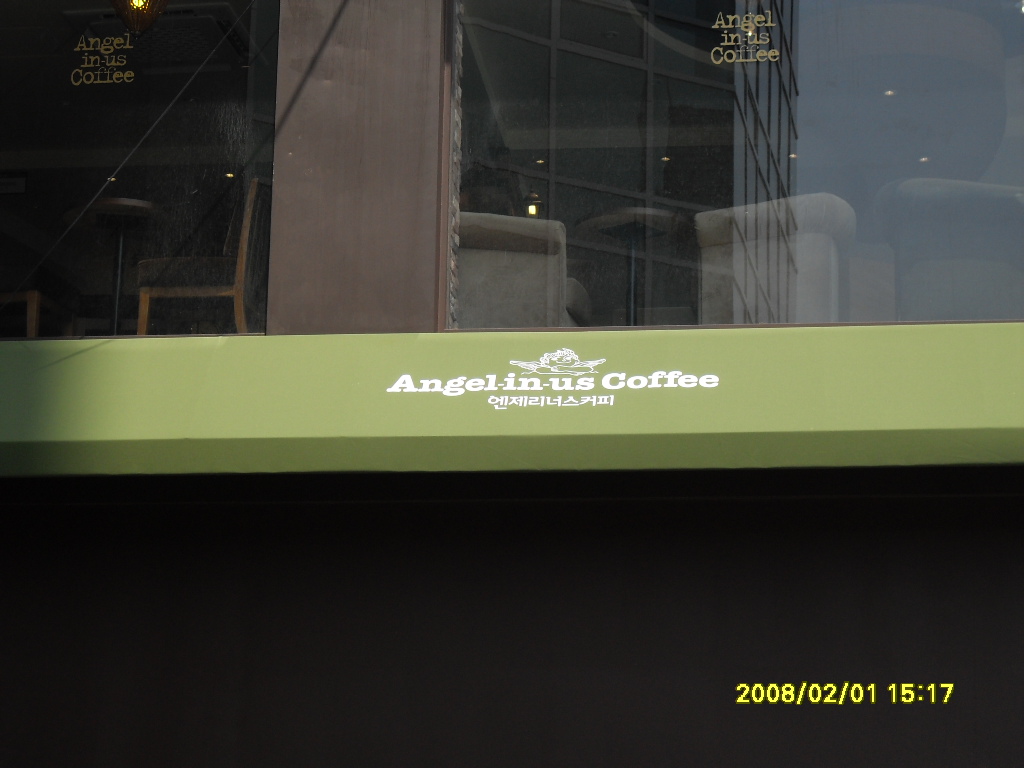 Angel
in-us
Coffee
Angel
in-us
Coffee
Angel-in-us Coffee
엔제리너스커피
2008/02/01 15:17